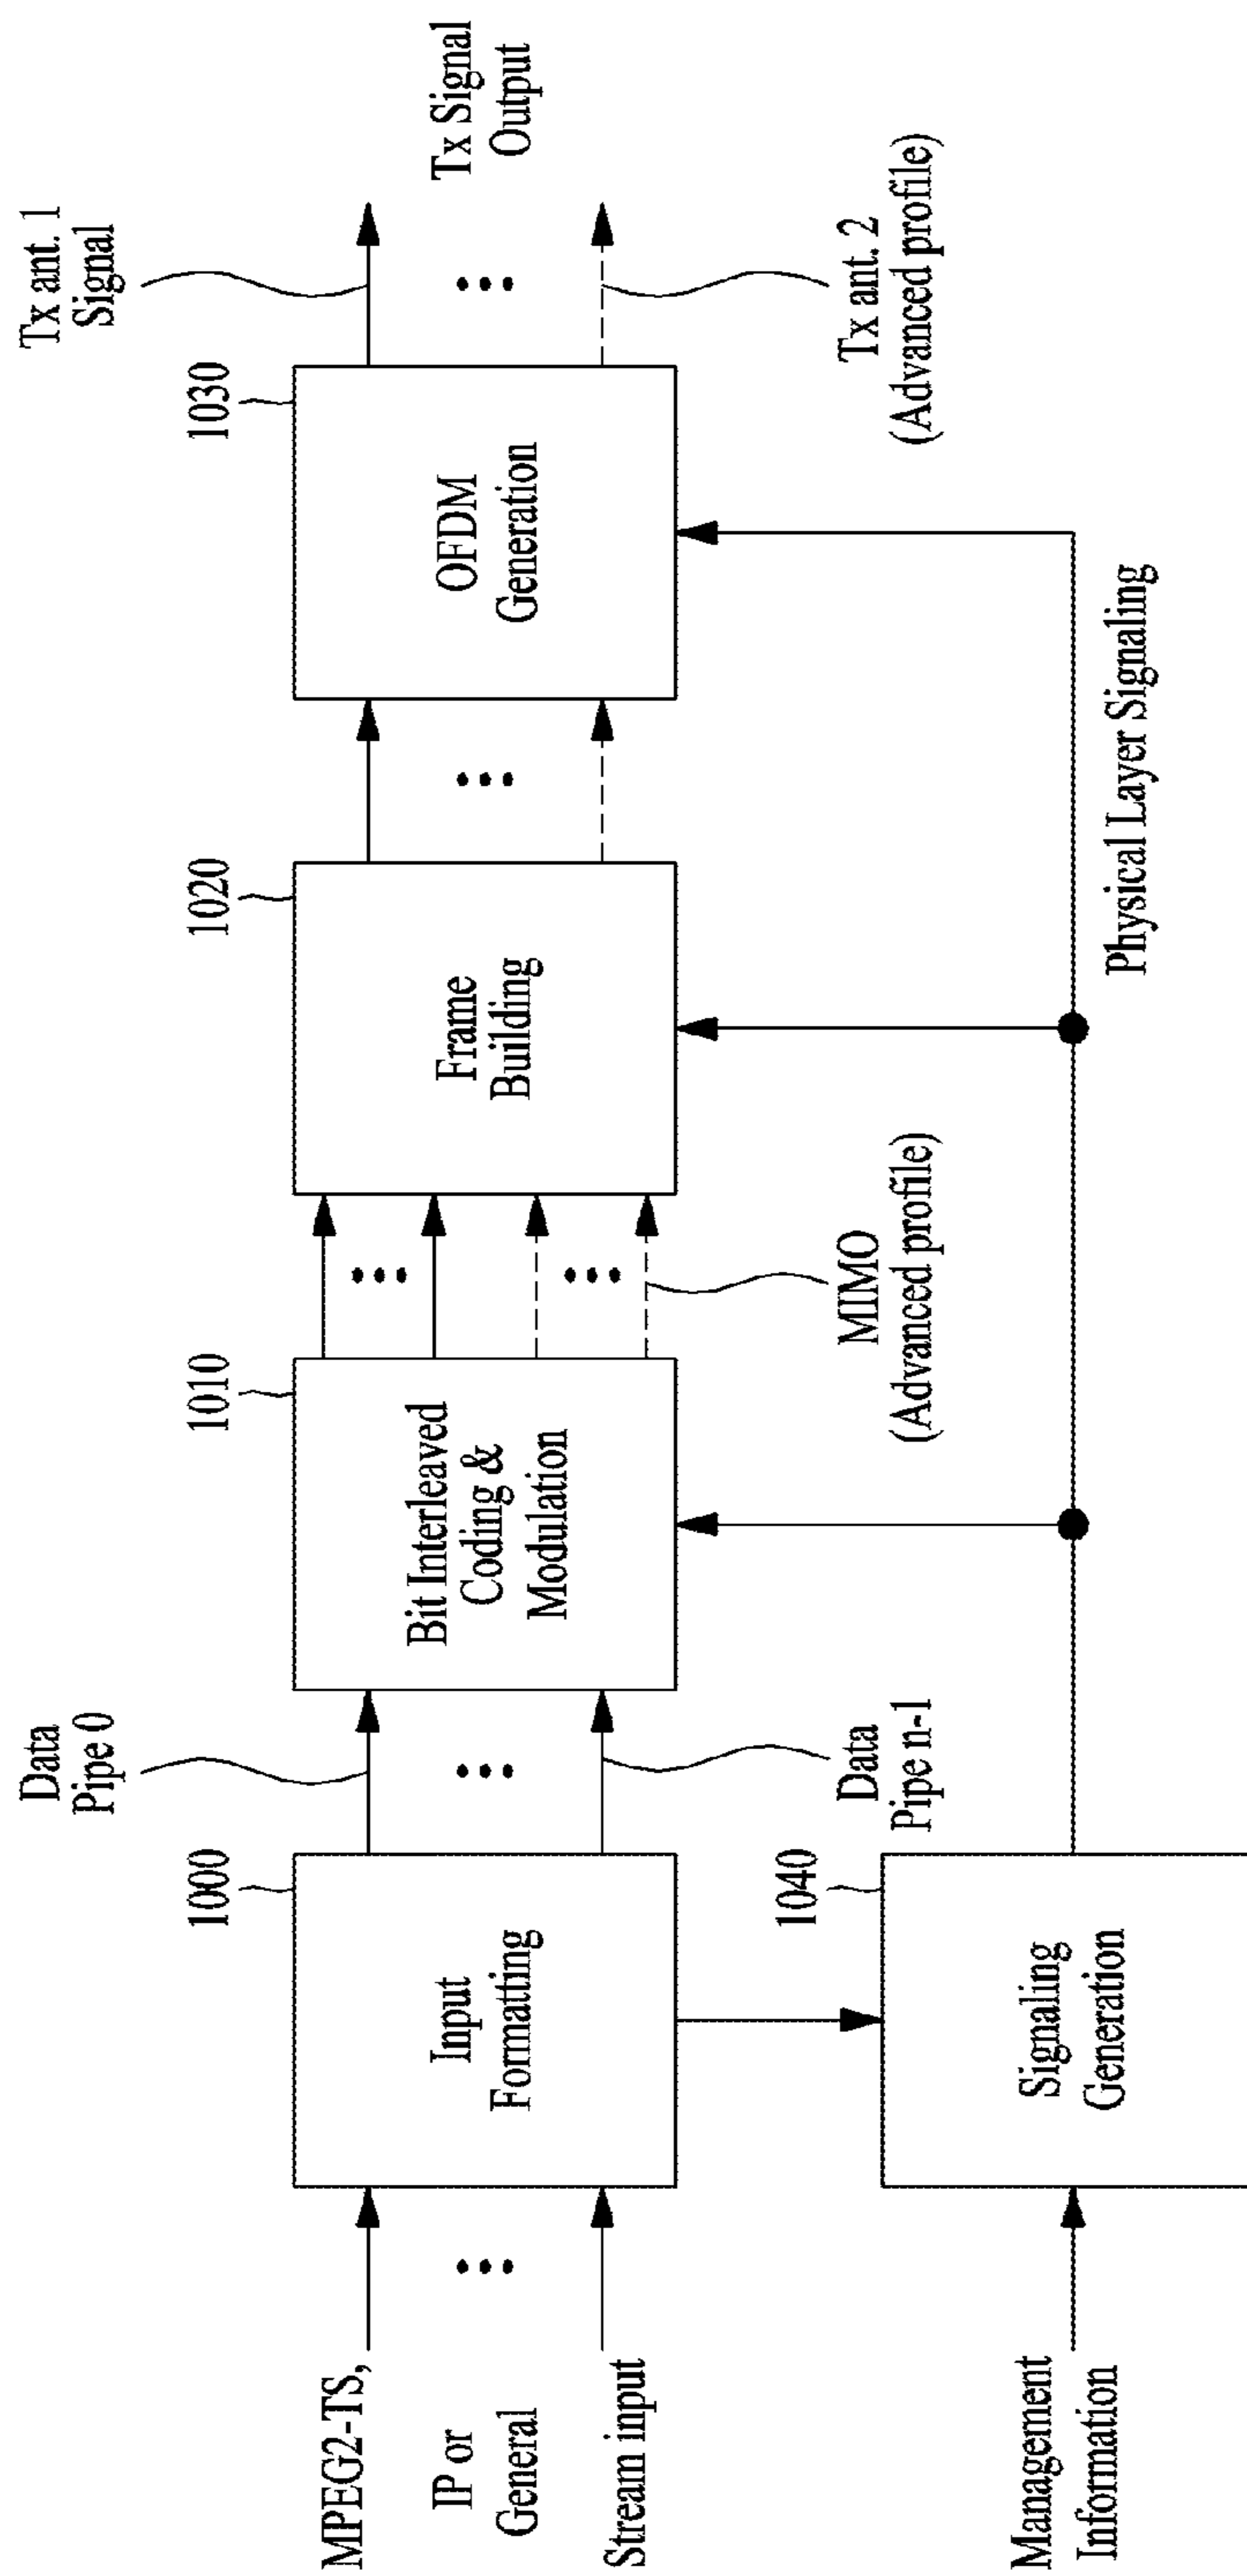 MPEG2-TS,
IP or
General
Stream input
Management
Information
1000
Input
Formatting
1040
Signaling
Generation
Data
Pipe 0
Data
Pipe n-1
1010
Bit Interleaved
Coding &
Modulation
MIMO
(Advanced profile)
1020
Frame
Building
Physical Layer Signaling
1030
OFDM
Generation
Tx ant. 1
Signal
Tx ant. 2
(Advanced profile)
Tx Signal
Output